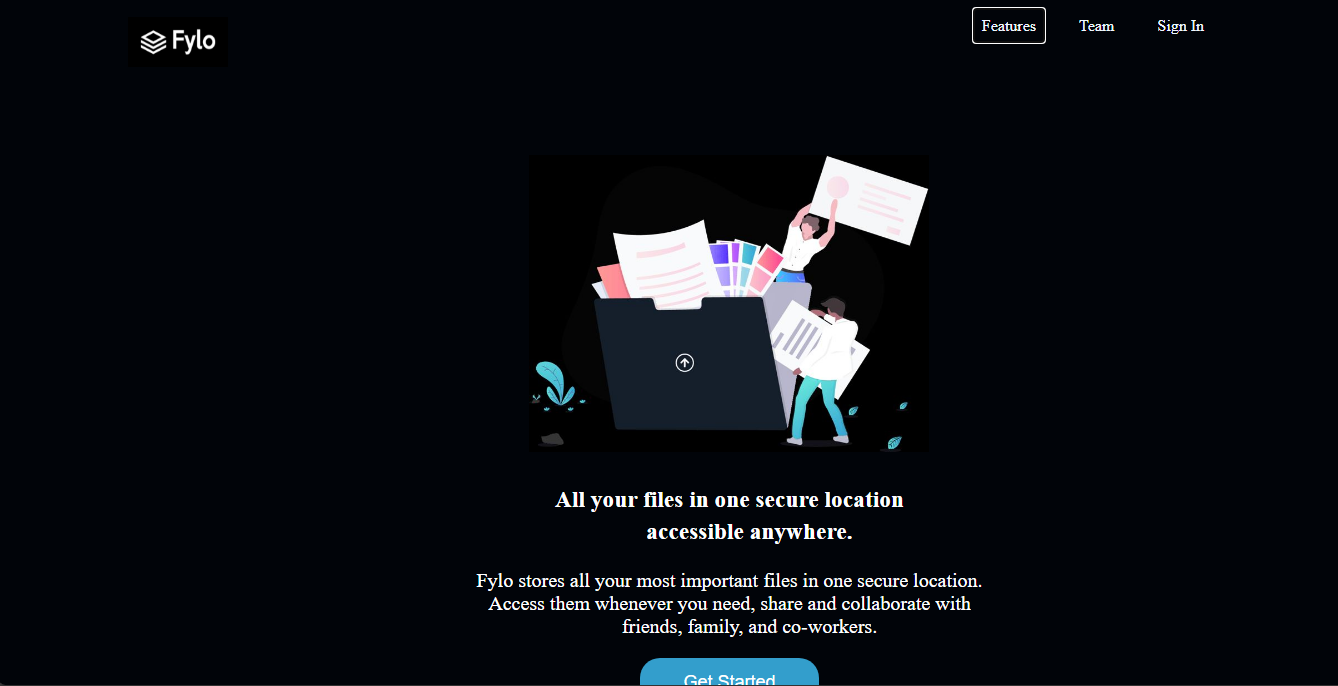 Fylo
Features
Team
Sign In
All your files in one secure location
accessible anywhere.
Fylo stores all your most important files in one secure location.
Access them whenever you need, share and collaborate with
friends, family, and co-workers.
Get Started